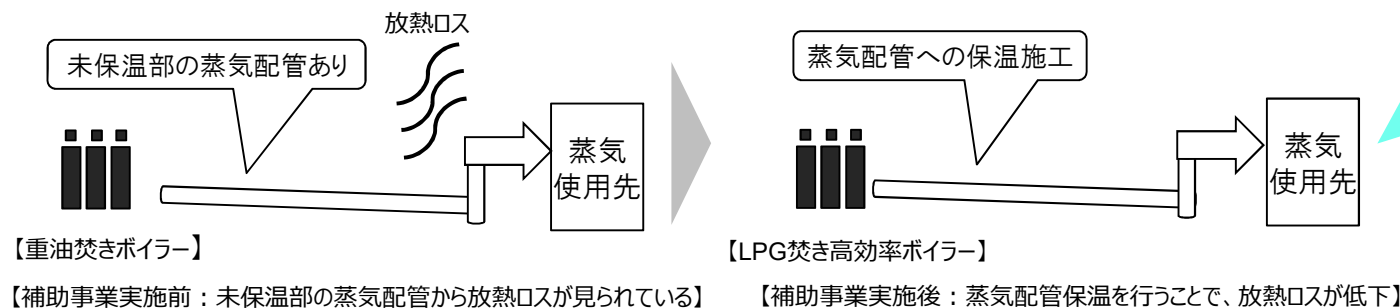 放熱ロス
未保温部の蒸気配管あり
蒸気
使用先
【重油焚きボイラー】
【補助事業実施前：未保温部の蒸気配管から放熱ロスが見られている】
蒸気配管への保温施工
蒸気
使用先
【LPG焚き高効率ボイラー】
【補助事業実施後：蒸気配管保温を行うことで、放熱ロスが低下】